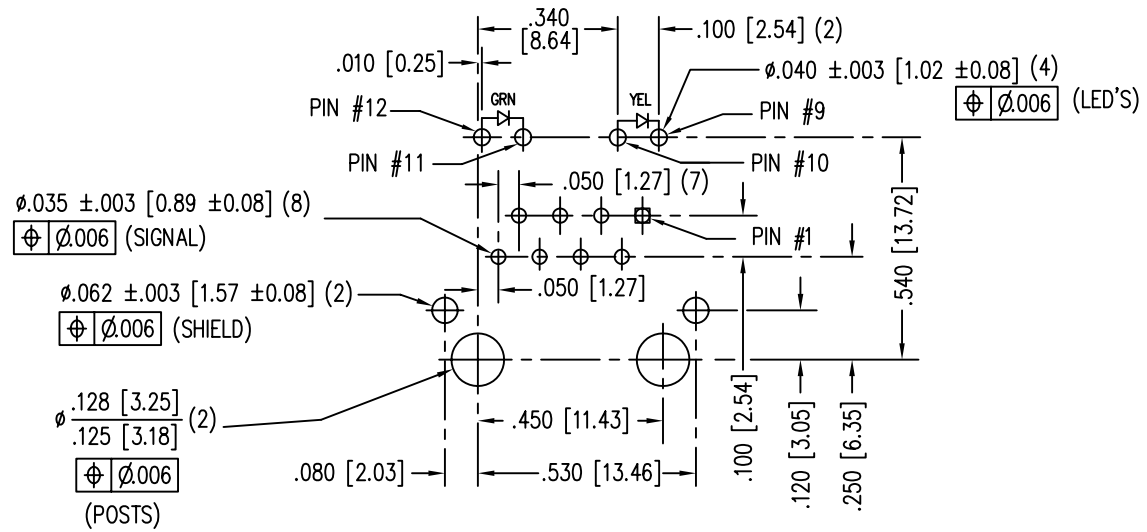 .340
[8.64]
.100 [2.54] (2)
.010 [0.25]
ø.040 ±.003 [1.02 ±0.08] (4)
⌖ Ø.006 (LED'S)
PIN #12
GRN
YEL
PIN #9
PIN #11
PIN #10
.050 [1.27] (7)
ø.035 ±.003 [0.89 ±0.08] (8)
⌖ Ø.006 (SIGNAL)
PIN #1
.540 [13.72]
.050 [1.27]
ø.062 ±.003 [1.57 ±0.08] (2)
⌖ Ø.006 (SHIELD)
ø .128 [3.25]
.125 [3.18] (2)
⌖ Ø.006
(POSTS)
.450 [11.43]
.080 [2.03]
.530 [13.46]
.100 [2.54]
.120 [3.05]
.250 [6.35]